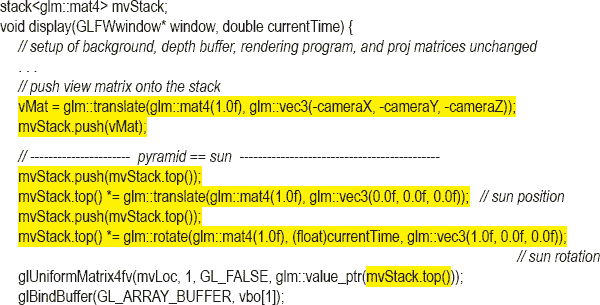 stack<glm::mat4> mvStack;
void display(GLFWwindow* window, double currentTime) {
// setup of background, depth buffer, rendering program, and proj matrices unchanged
. . .
// push view matrix onto the stack
vMat = glm::translate(glm::mat4(1.0f), glm::vec3(-cameraX, -cameraY, -cameraZ));
mvStack.push(vMat);
// ---------------------- pyramid == sun --------------------------------------------
mvStack.push(mvStack.top());
mvStack.top() *= glm::translate(glm::mat4(1.0f), glm::vec3(0.0f, 0.0f, 0.0f)); // sun position
mvStack.push(mvStack.top());
mvStack.top() *= glm::rotate(glm::mat4(1.0f), (float)currentTime, glm::vec3(1.0f, 0.0f, 0.0f));
// sun rotation
glUniformMatrix4fv(mvLoc, 1, GL_FALSE, glm::value_ptr(mvStack.top()));
glBindBuffer(GL_ARRAY_BUFFER, vbo[1]);